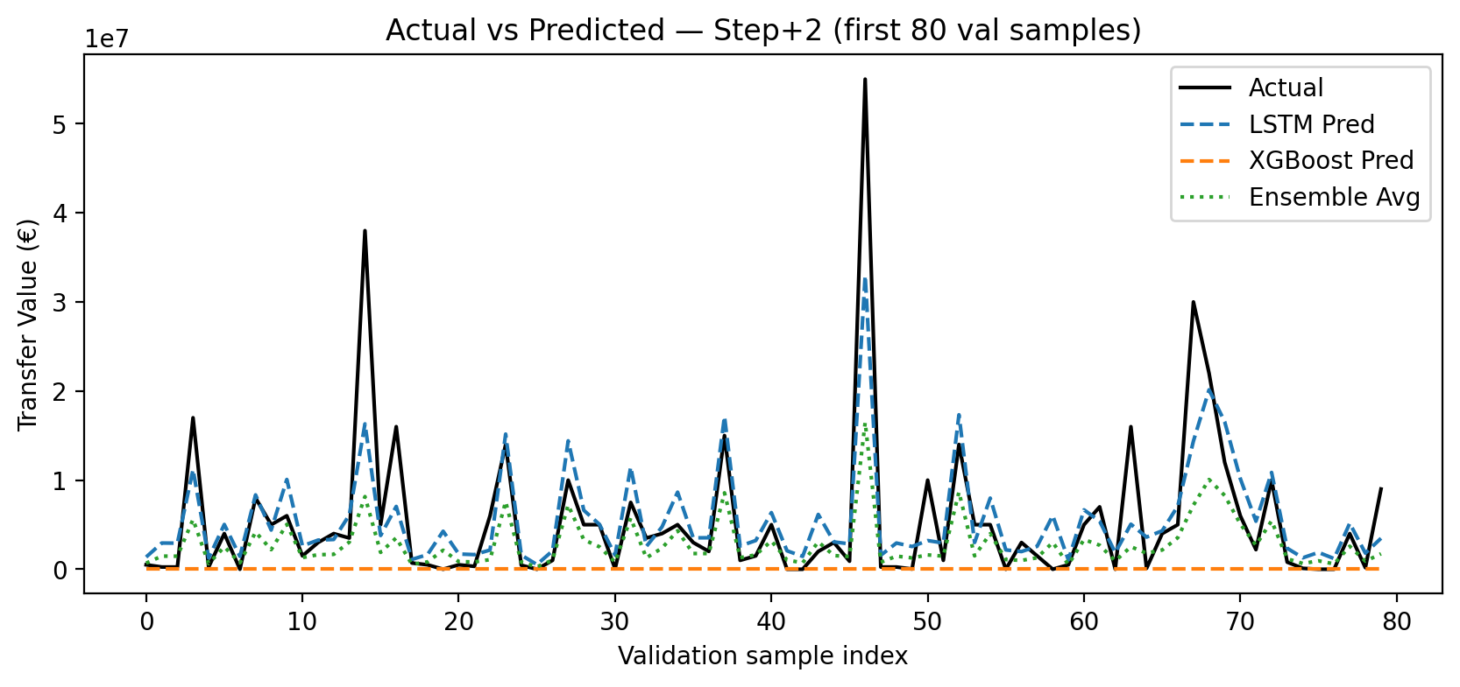 Actual vs Predicted — Step+2 (first 80 val samples)
1e7
Actual
LSTM Pred
XGBoost Pred
Ensemble Avg
Transfer Value (€)
5
4
3
2
1
0
0 10 20 30 40 50 60 70 80
Validation sample index